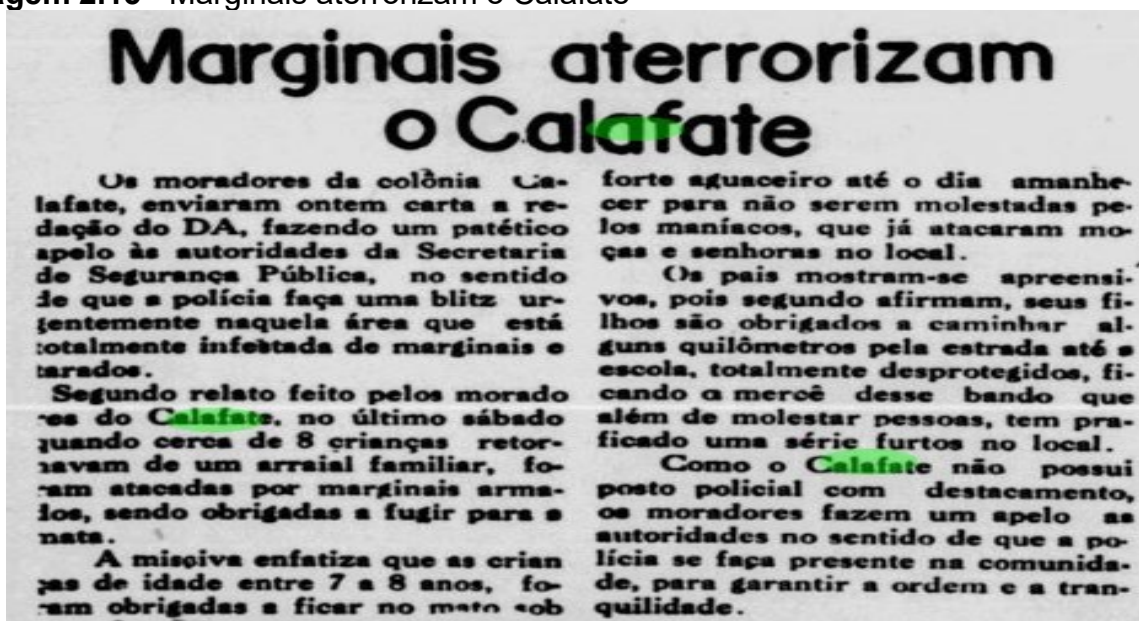 Marginais aterrorizam o Calafate
Marginais aterrorizam
o Calafate
Os moradores da colônia Ca-
lafate, enviaram ontem carta a re-
dação do DA, fazendo um patético
apelo às autoridades da Secretaria
de Segurança Pública, no sentido
de que a polícia faça uma blitz ur-
gentemente naquela área que está
totalmente infestada de marginais e
tarados.
Segundo relato feito pelos morado
res do Calafate, no último sábado
quando cerca de 8 crianças retor-
navam de um arraial familiar, fo-
ram atacadas por marginais arma-
dos, sendo obrigadas a fugir para a
mata.
A missiva enfatiza que as crian
ças de idade entre 7 a 8 anos, fo-
ram obrigadas a ficar no mato sob
forte aguaceiro até o dia amanhe-
cer para não serem molestadas pe-
los maníacos, que já atacaram mo-
ças e senhoras no local.
Os pais mostram-se apreensi-
vos, pois segundo afirmam, seus fi-
lhos são obrigados a caminhar al-
guns quilômetros pela estrada até a
escola, totalmente desprotegidos, fi-
cando a mercê desse bando que
além de molestar pessoas, tem pra-
ficado uma série furtos no local.
Como o Calafate não possui
posto policial com destacamento,
os moradores fazem um apelo as
autoridades no sentido de que a po-
lícia se faça presente na comunida-
de, para garantir a ordem e a tran-
quilidade.